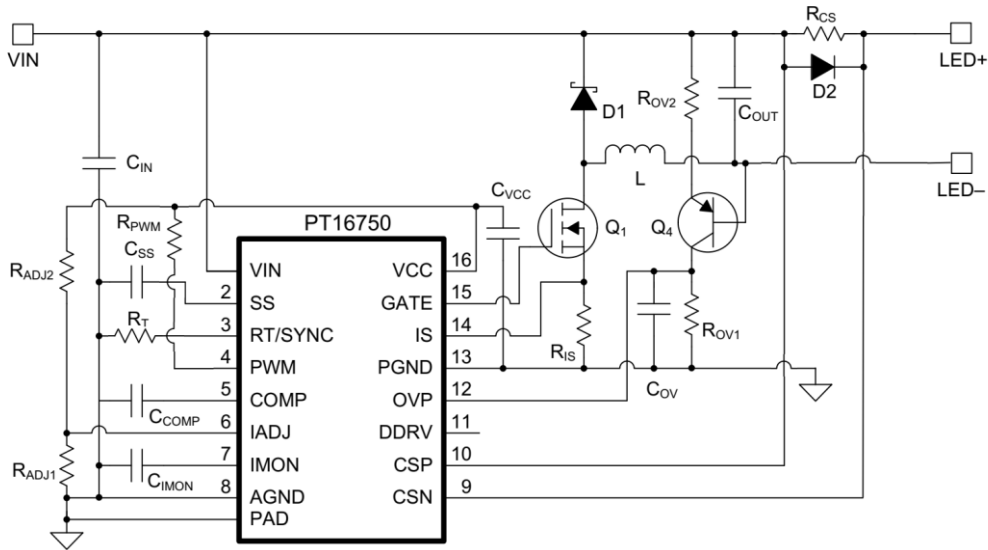 RCS
VIN
LED+
D2
D1
ROV2
COUT
CIN
L
LED–
CVCC
RPWM
PT16750
Q1
Q4
CSS
RADJ2
VIN
VCC
16
2
SS
GATE
15
RT
3
RT/SYNC
IS
14
ROV1
RIS
4
PWM
PGND
13
COV
5
COMP
OVP
12
CCOMP
6
IADJ
DDRV
11
RADJ1
7
IMON
CSP
10
CIMON
8
AGND
CSN
9
PAD